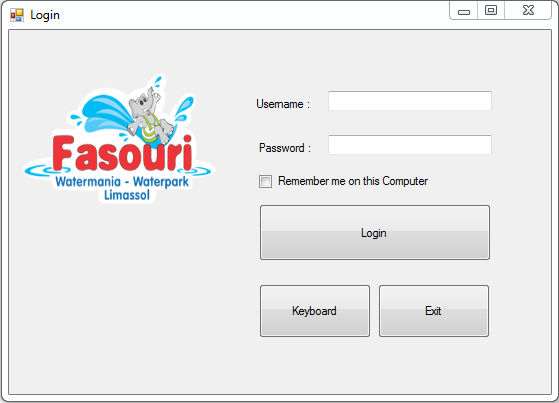 Login
Fasouri
Watermania - Waterpark
Limassol
Username :
Password :
Remember me on this Computer
Login
Keyboard
Exit